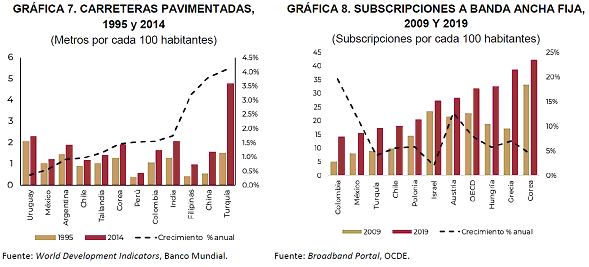 GRÁFICA 7. CARRETERAS PAVIMENTADAS,
1995 y 2014
(Metros por cada 100 habitantes)
6
5
4
3
2
1
0
4.5%
4.0%
3.5%
3.0%
2.5%
2.0%
1.5%
1.0%
0.5%
0.0%
Uruguay
México
Argentina
Chile
Tailandia
Corea
Perú
Colombia
India
Filipinas
China
Turquía
1995
2014
Crecimiento % anual
Fuente: World Development Indicators, Banco Mundial.
GRÁFICA 8. SUBSCRIPCIONES A BANDA ANCHA FIJA,
2009 Y 2019
(Subscripciones por cada 100 habitantes)
45
40
35
30
25
20
15
10
5
0
25%
20%
15%
10%
5%
0%
Colombia
México
Turquía
Chile
Polonia
Israel
Austria
OECD
Hungría
Grecia
Corea
2009
2019
Crecimiento % anual
Fuente: Broadband Portal, OCDE.